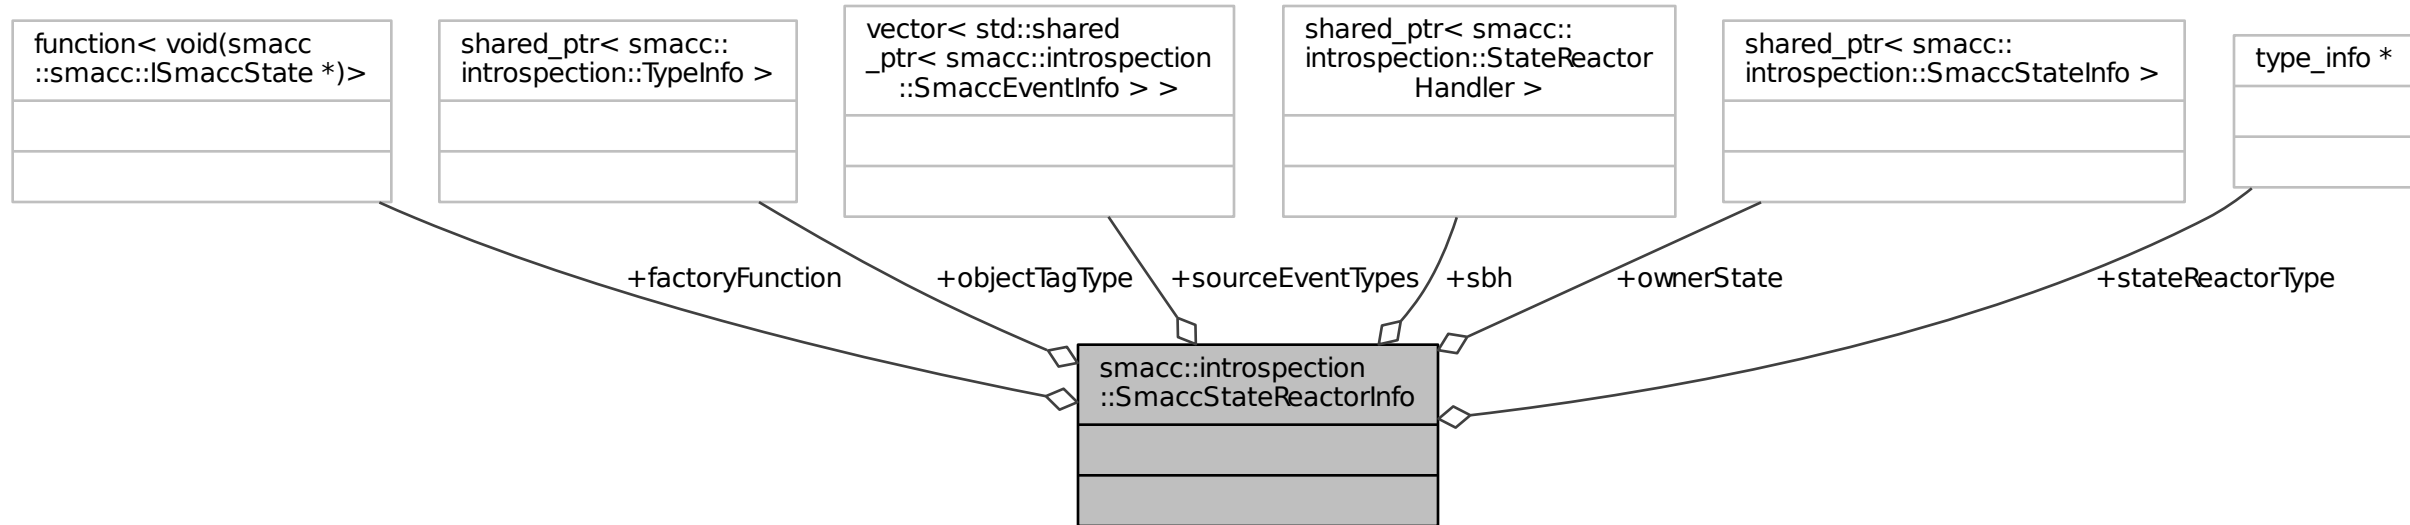 function< void(smacc
::smacc::ISmaccState *)>
shared_ptr< smacc::
introspection::TypeInfo >
vector< std::shared
_ptr< smacc::introspection
::SmaccEventInfo > >
shared_ptr< smacc::
introspection::StateReactor
Handler >
shared_ptr< smacc::
introspection::SmaccStateInfo >
type_info *
+factoryFunction
+objectTagType
+sourceEventTypes
+sbh
+ownerState
+stateReactorType
smacc::introspection
::SmaccStateReactorInfo